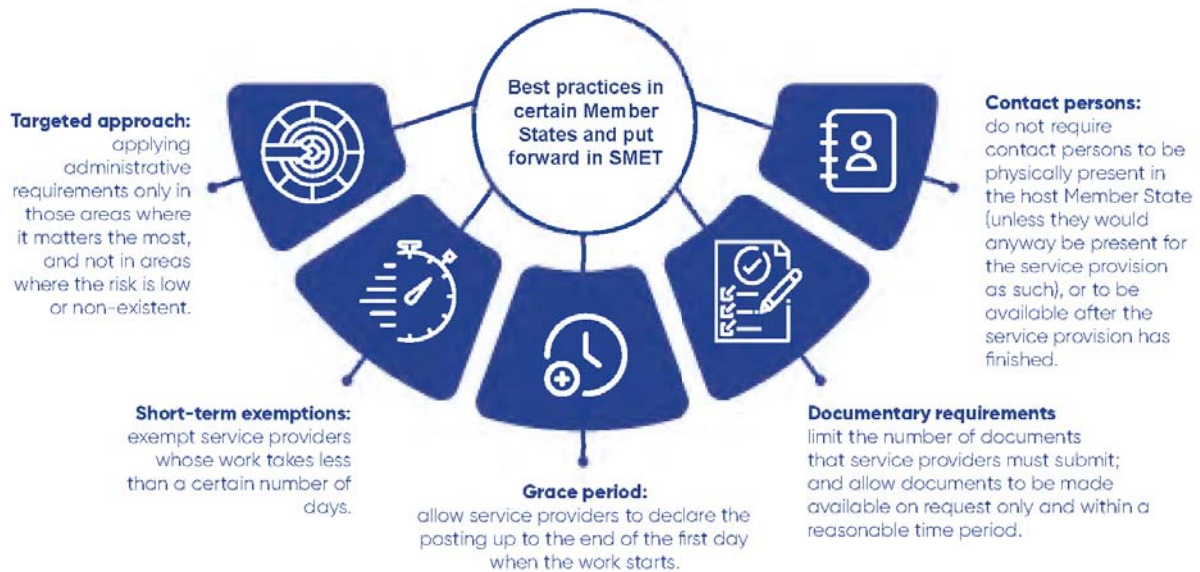 Best practices in
certain Member
States and put
forward in SMET
Targeted approach:
applying
administrative
requirements only in
those areas where
it matters the most,
and not in areas
where the risk is low
or non-existent.
Short-term exemptions:
exempt service providers
whose work takes less
than a certain number of
days.
Grace period:
allow service providers to declare the
posting up to the end of the first day
when the work starts.
Documentary requirements
limit the number of documents
that service providers must submit;
and allow documents to be made
available on request only and within a
reasonable time period.
Contact persons:
do not require
contact persons to be
physically present in
the host Member State
(unless they would
anyway be present for
the service provision
as such), or to be
available after the
service provision has
finished.